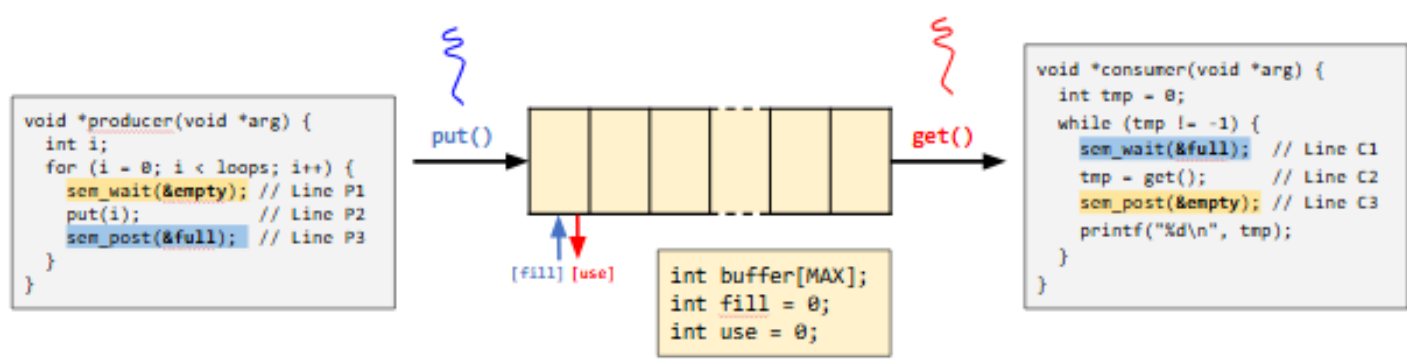 void *producer(void *arg) {
int i;
for (i = 0; i < loops; i++) {
sem_wait(&empty); // Line P1
put(i); // Line P2
sem_post(&full); // Line P3
}
}
put()
[fill] [use]
int buffer[MAX];
int fill = 0;
int use = 0;
get()
void *consumer(void *arg) {
int tmp = 0;
while (tmp != -1) {
sem_wait(&full); // Line C1
tmp = get(); // Line C2
sem_post(&empty); // Line C3
printf("%d\n", tmp);
}
}